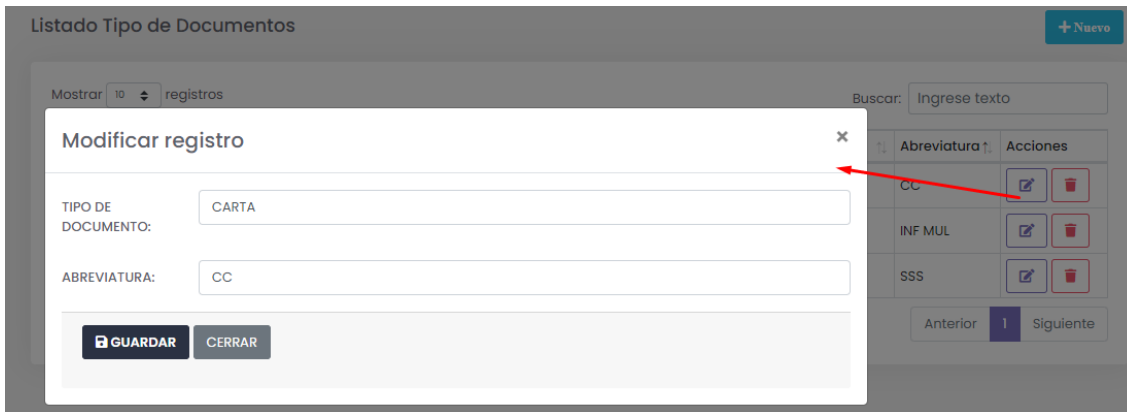 Listado Tipo de Documentos
Nuevo
Mostrar 10 registros
Buscar: Ingrese texto
Modificar registro ×
Abreviatura Acciones
TIPO DE
DOCUMENTO:
CARTA
CC
INF MUL
ABREVIATURA: CC
SSS
Anterior 1 Siguiente
GUARDAR CERRAR